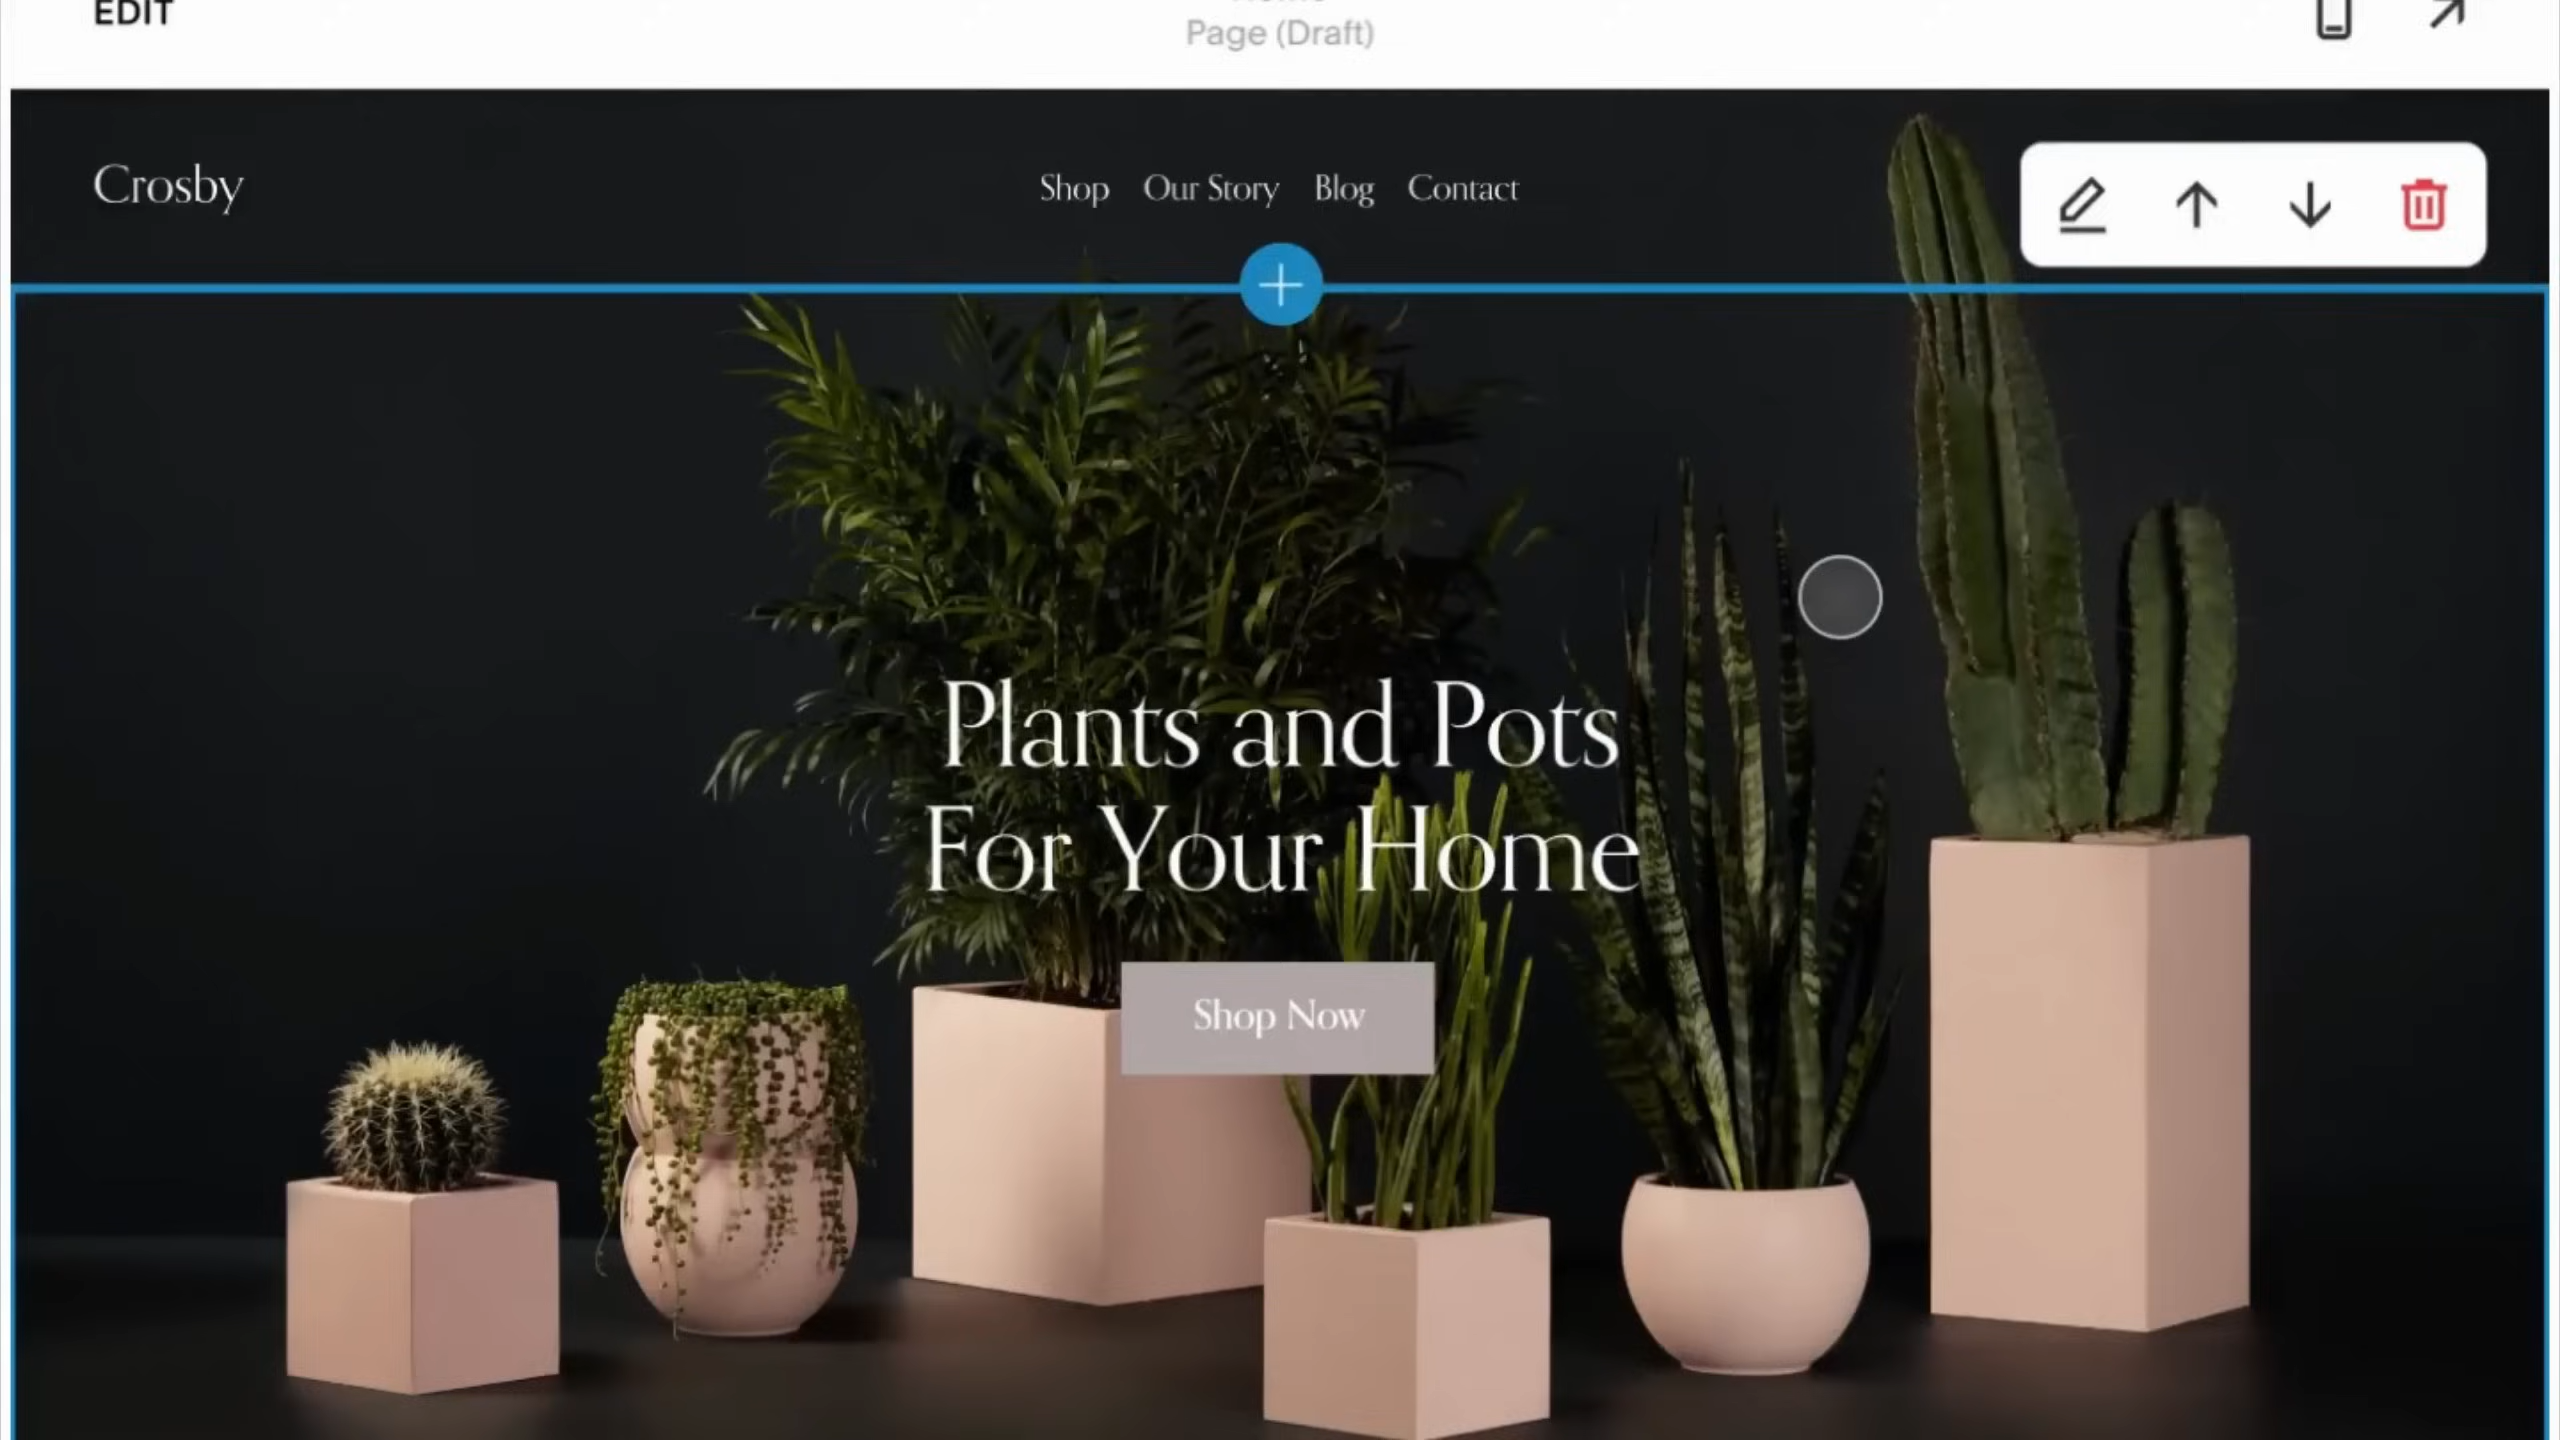 EDIT
Page (Draft)
Crosby
Shop Our Story Blog Contact
Plants and Pots
For Your Home
Shop Now